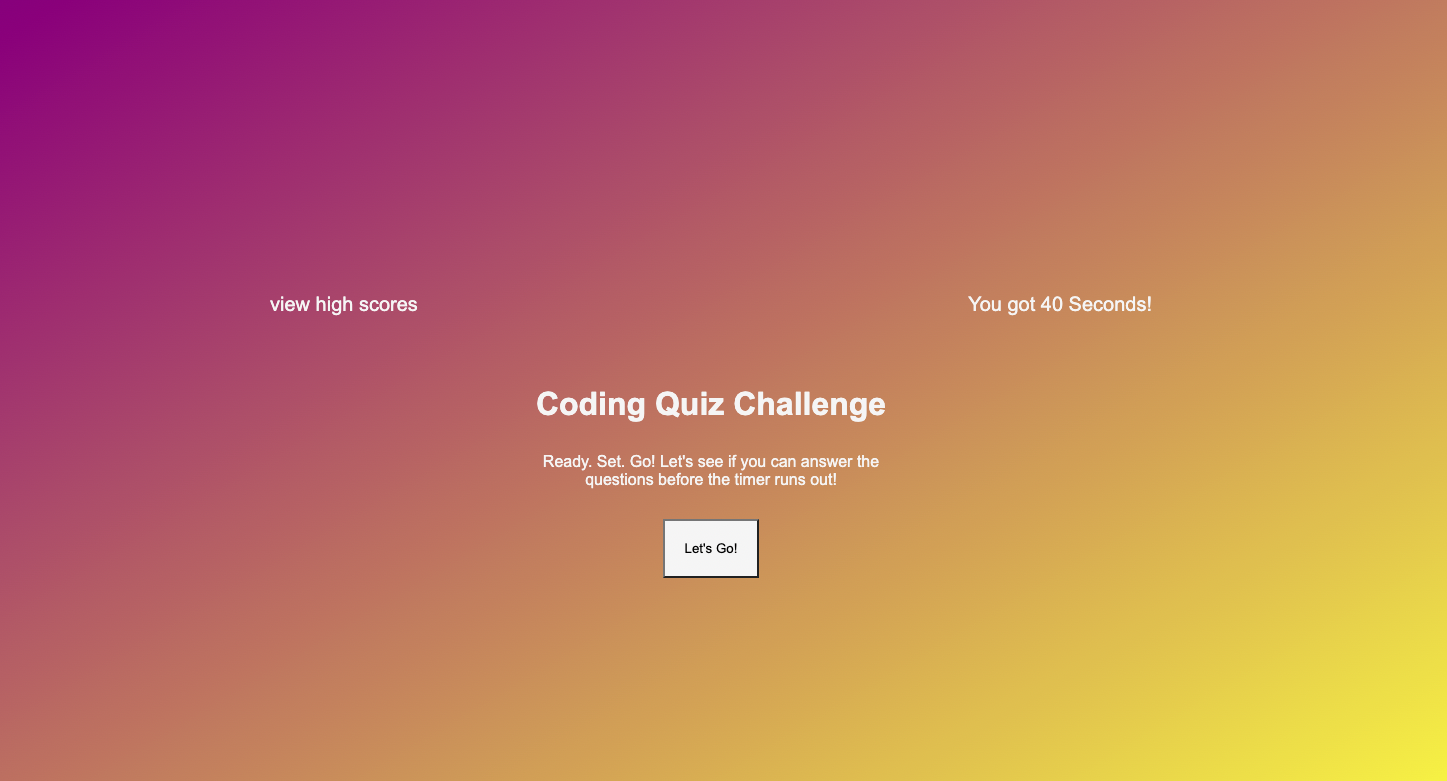 view high scores
You got 40 Seconds!
Coding Quiz Challenge
Ready. Set. Go! Let's see if you can answer the
questions before the timer runs out!
Let's Go!